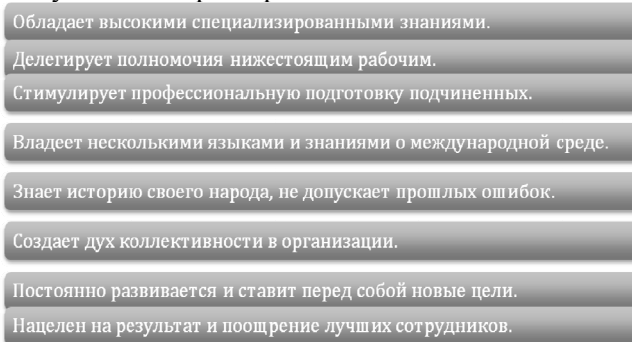 Обладает высокими специализированными знаниями.
Делегирует полномочия нижестоящим рабочим.
Стимулирует профессиональную подготовку подчиненных.
Владеет несколькими языками и знаниями о международной среде.
Знает историю своего народа, не допускает прошлых ошибок.
Создает дух коллективности в организации.
Постоянно развивается и ставит перед собой новые цели.
Нацелен на результат и поощрение лучших сотрудников.